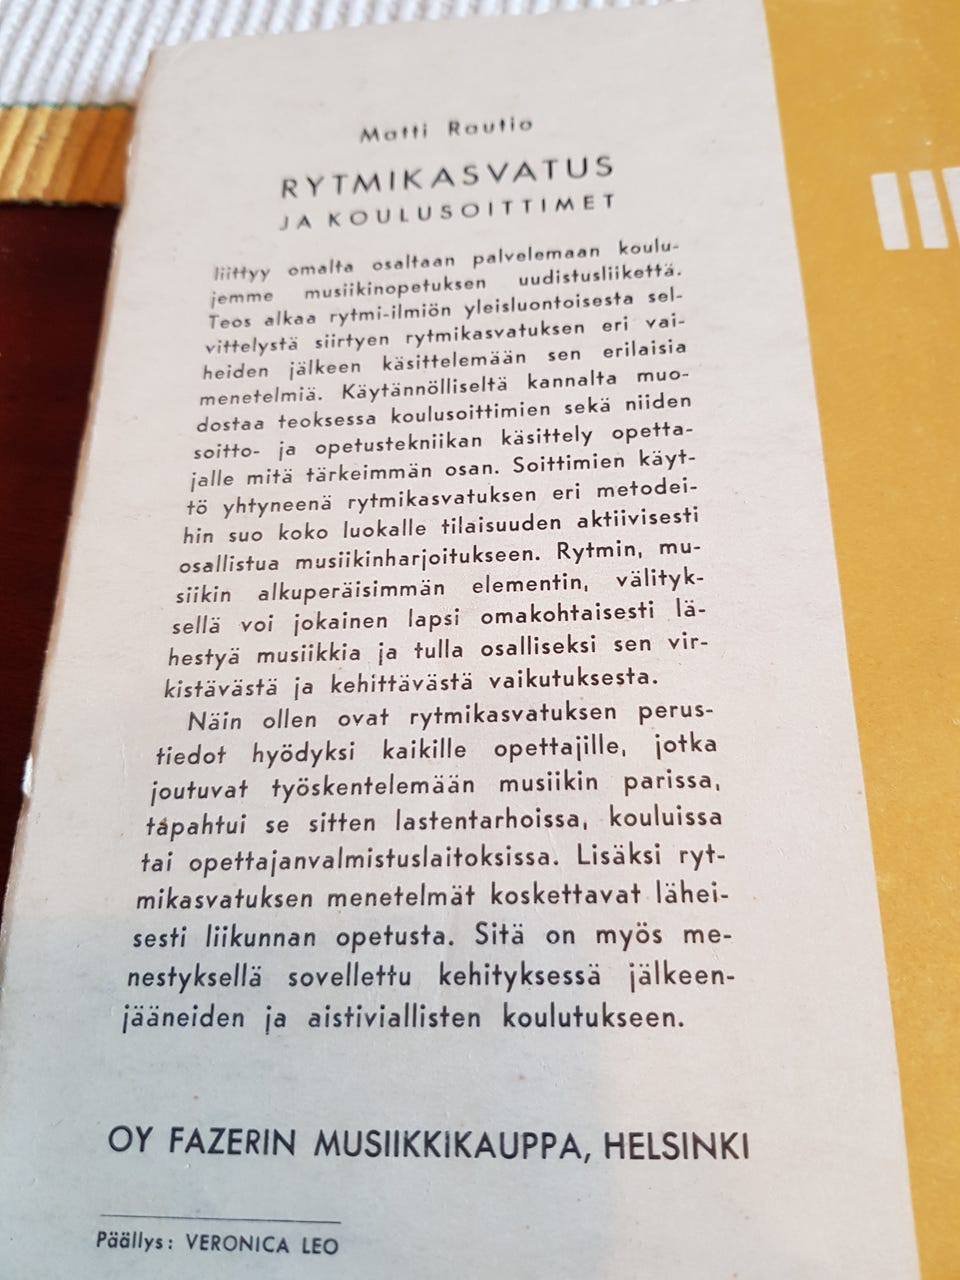 Matti Rautio
RYTMIKASVATUS
JA KOULUSOITTIMET
liittyy omalta osaltaan palvelemaan koulu-
jemme musiikinopetuksen uudistusliikettä.
Teos alkaa rytmi-ilmiön yleisluontoisesta sel-
vittelystä siirtyen rytmikasvatuksen eri vai-
heiden jälkeen käsittelemään sen erilaisia
menetelmiä. Käytännölliseltä kannalta muo-
dostaa teoksessa koulusoittimien sekä niiden
soitto- ja opetustekniikan käsittely opetta-
jalle mitä tärkeimmän osan. Soittimien käyt-
tö yhtyneenä rytmikasvatuksen eri metodei-
hin suo koko luokalle tilaisuuden aktiivisesti
osallistua musiikinharjoitukseen. Rytmin, mu-
siikin alkuperäisimmän elementin, välityk-
sellä voi jokainen lapsi omakohtaisesti lä-
hestyä musiikkia ja tulla osalliseksi sen vir-
kistävästä ja kehittävästä vaikutuksesta.
Näin ollen ovat rytmikasvatuksen perus-
tiedot hyödyksi kaikille opettajille, jotka
joutuvat työskentelemään musiikin parissa,
tapahtui se sitten lastentarhoissa, kouluissa
tai opettajanvalmistuslaitoksissa. Lisäksi ryt-
mikasvatuksen menetelmät koskettavat lähei-
sesti liikunnan opetusta. Sitä on myös me-
nestyksellä sovellettu kehityksessä jälkeen-
jääneiden ja aistiviallisten koulutukseen.
OY FAZERIN MUSIIKKIKAUPPA, HELSINKI
Päällys: VERONICA LEO